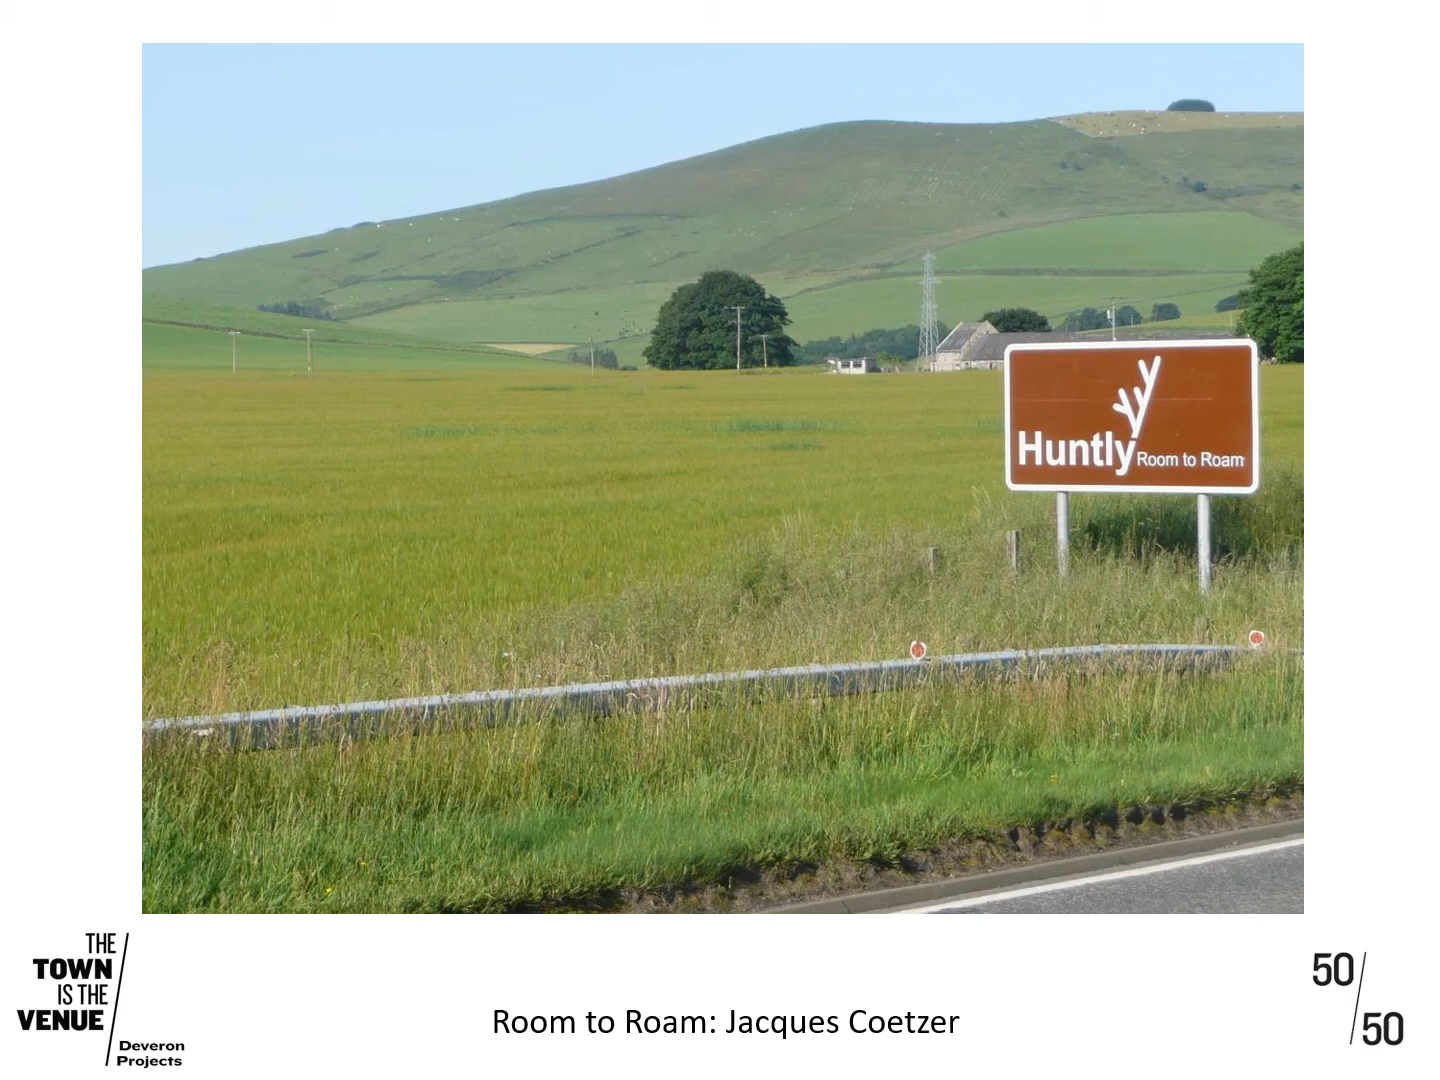 Huntly Room to Roam
THE
TOWN
IS THE
VENUE
Deveron
Projects
Room to Roam: Jacques Coetzer
50
50